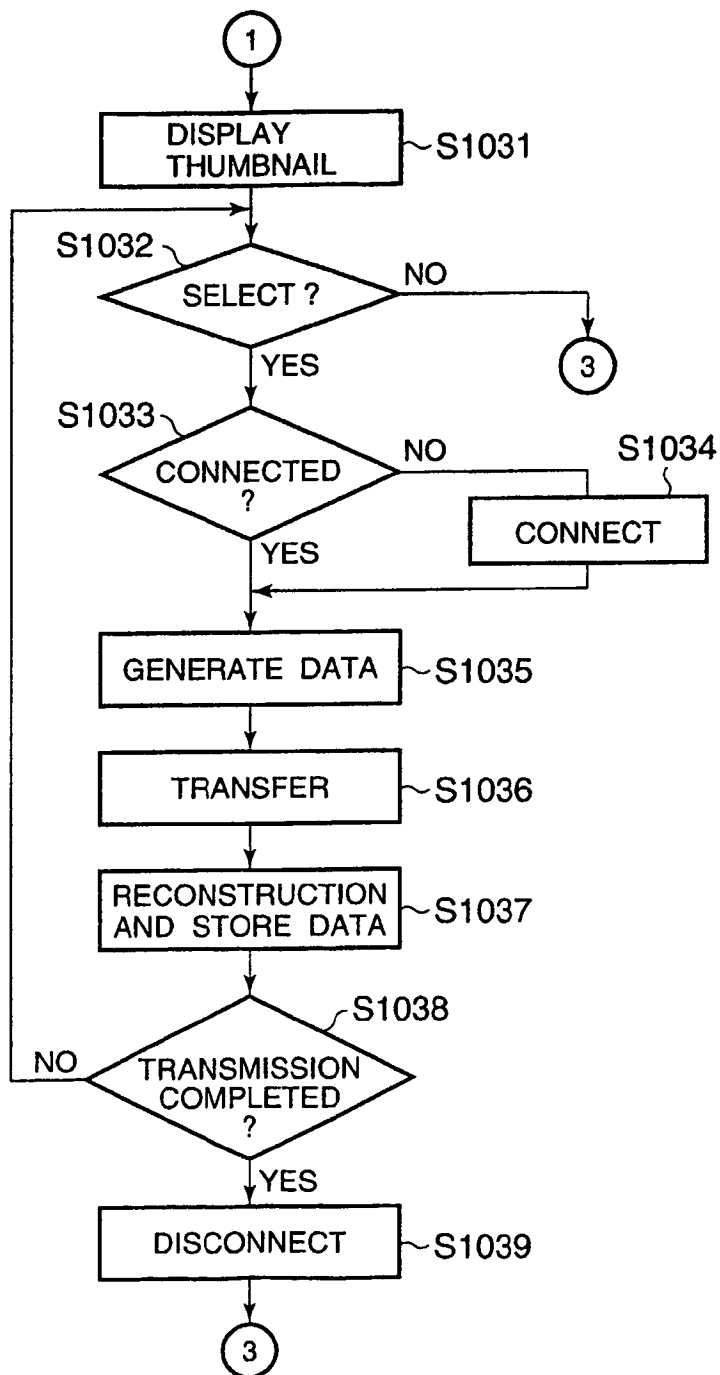 1
DISPLAY
THUMBNAIL
S1031
S1032
SELECT ?
NO
3
YES
S1033
CONNECTED
?
NO
S1034
CONNECT
YES
GENERATE DATA
S1035
TRANSFER
S1036
RECONSTRUCTION
AND STORE DATA
S1037
S1038
NO
TRANSMISSION
COMPLETED
?
YES
DISCONNECT
S1039
3